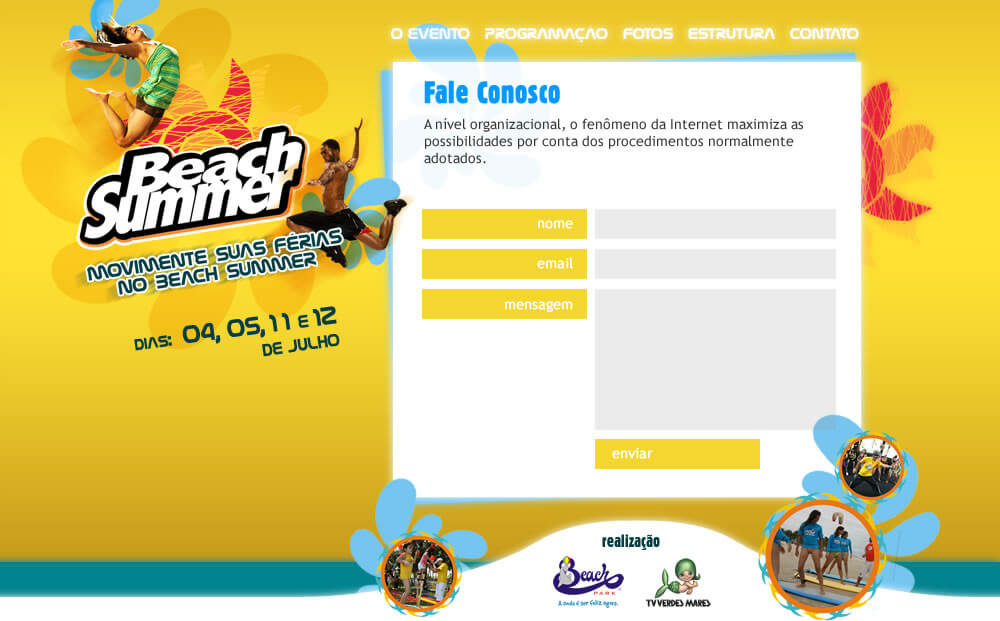 O EVENTO PROGRAMAÇAO FOTOS ESTRUTURA CONTATO
Beach
Summer
MOVIMENTE SUAS FÉRIAS
NO BEACH SUMMER
DIAS: 04, 05, 11 E 12
DE JULHO
Fale Conosco
A nível organizacional, o fenômeno da Internet maximiza as
possibilidades por conta dos procedimentos normalmente
adotados.
nome
email
mensagem
enviar
realização
Beach
PARK
A onda é ser feliz agora.
TV VERDES MARES